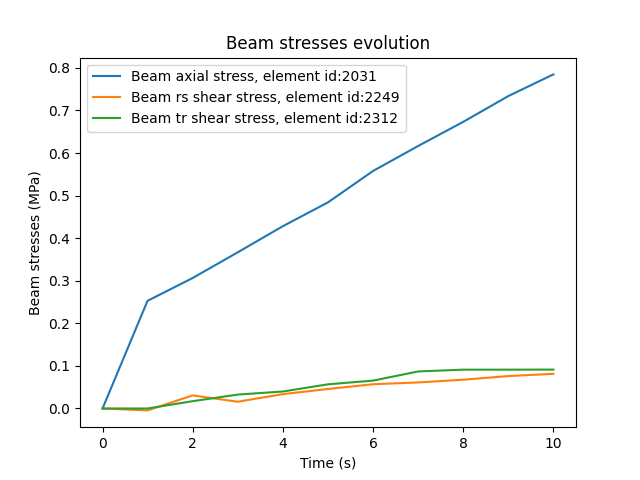 Beam stresses evolution
Beam axial stress, element id:2031
Beam rs shear stress, element id:2249
Beam tr shear stress, element id:2312
Beam stresses (MPa)
0.8
0.7
0.6
0.5
0.4
0.3
0.2
0.1
0.0
0 2 4 6 8 10
Time (s)